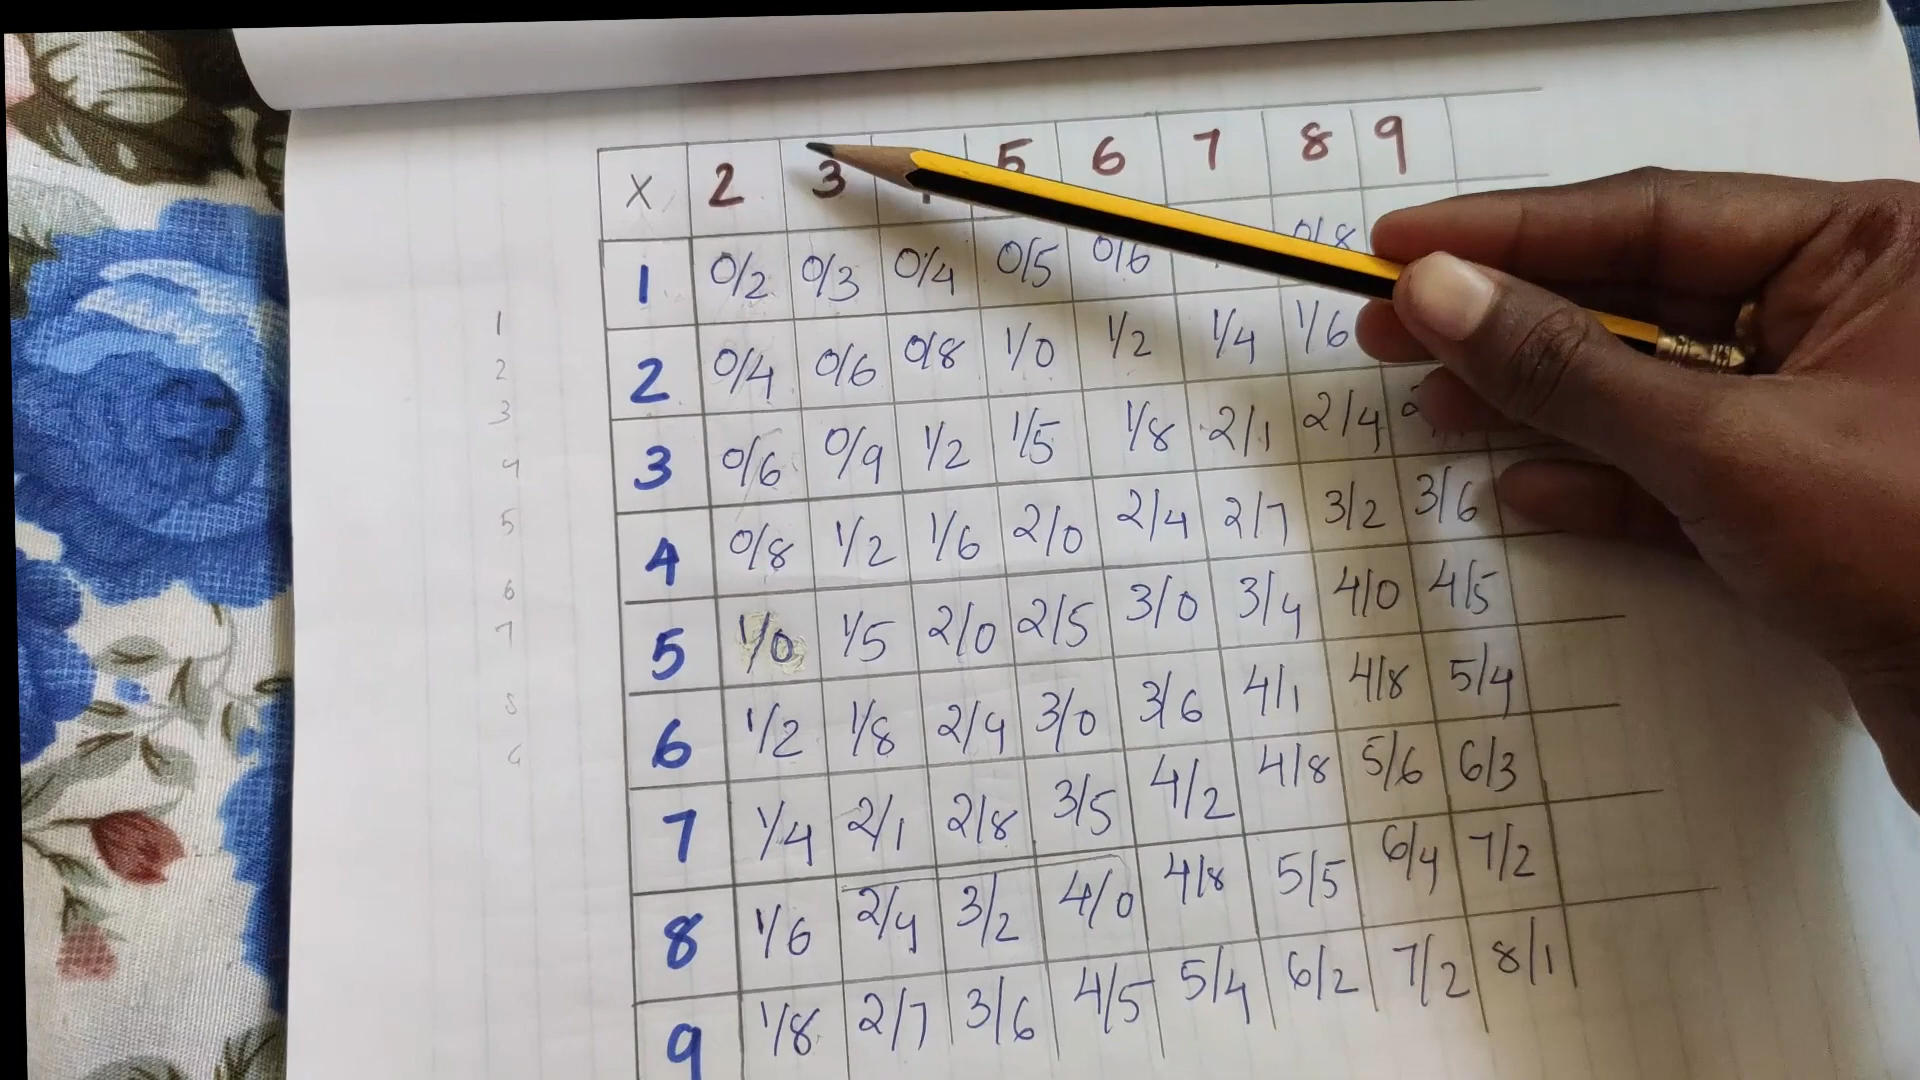 X 2 3 5 6 7 8 9
1 0/2 0/3 0/4 0/5 0/6 0/8
1
2 0/4 0/6 0/8 1/0 1/2 1/4 1/6
2
3 0/6 0/9 1/2 1/5 1/8 2/1 2/4
3
4 0/8 1/2 1/6 2/0 2/4 2/7 3/2 3/6
4
5 1/0 1/5 2/0 2/5 3/0 3/4 4/0 4/5
5
6 1/2 1/8 2/4 3/0 3/6 4/1 4/8 5/4
6
7 1/4 2/1 2/8 3/5 4/2 4/8 5/6 6/3
7
8 1/6 2/4 3/2 4/0 4/8 5/5 6/4 7/2
9 1/8 2/7 3/6 4/5 5/4 6/2 7/2 8/1